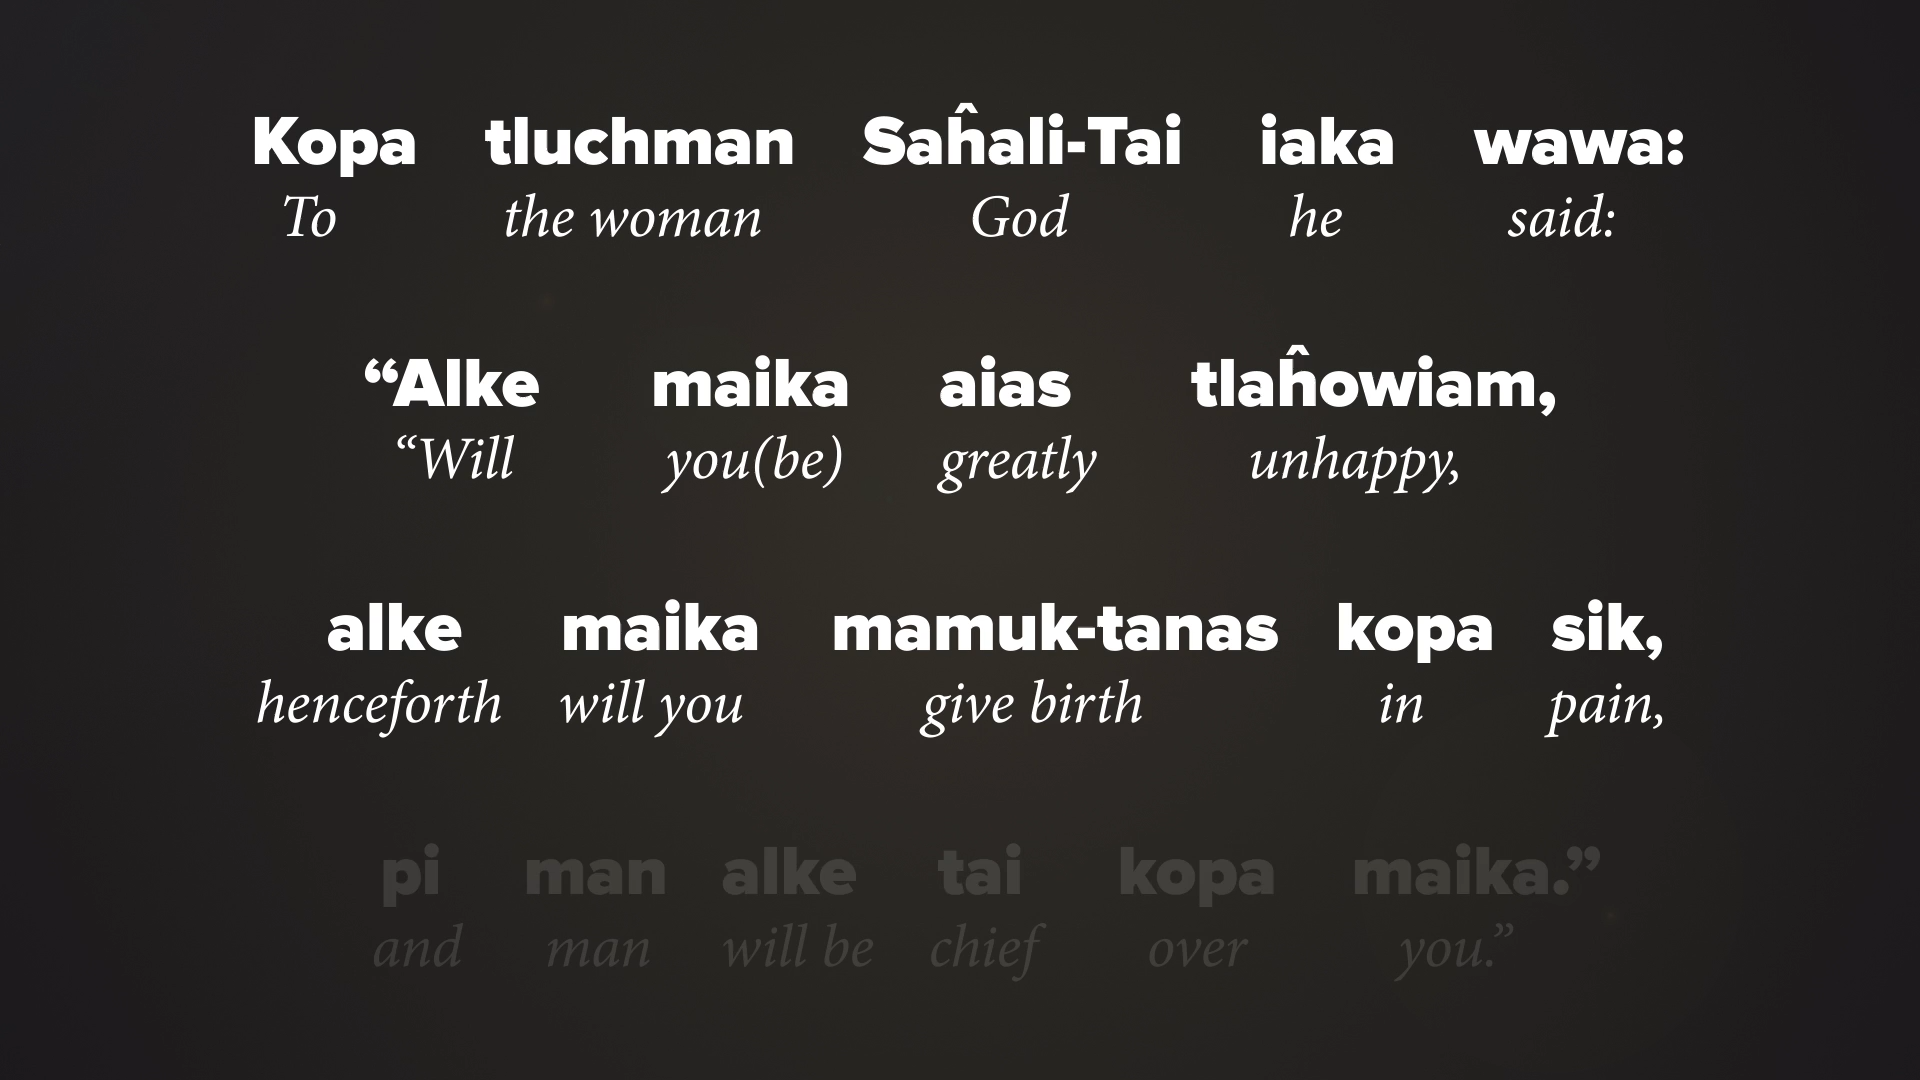 Kopa tluchman Saĥali-Tai iaka wawa:
To the woman God he said:
“Alke maika aias tlaĥowiam,
“Will you(be) greatly unhappy,
alke maika mamuk-tanas kopa sik,
henceforth will you give birth in pain,
pi man alke tai kopa maika.”
and man will be chief over you.”